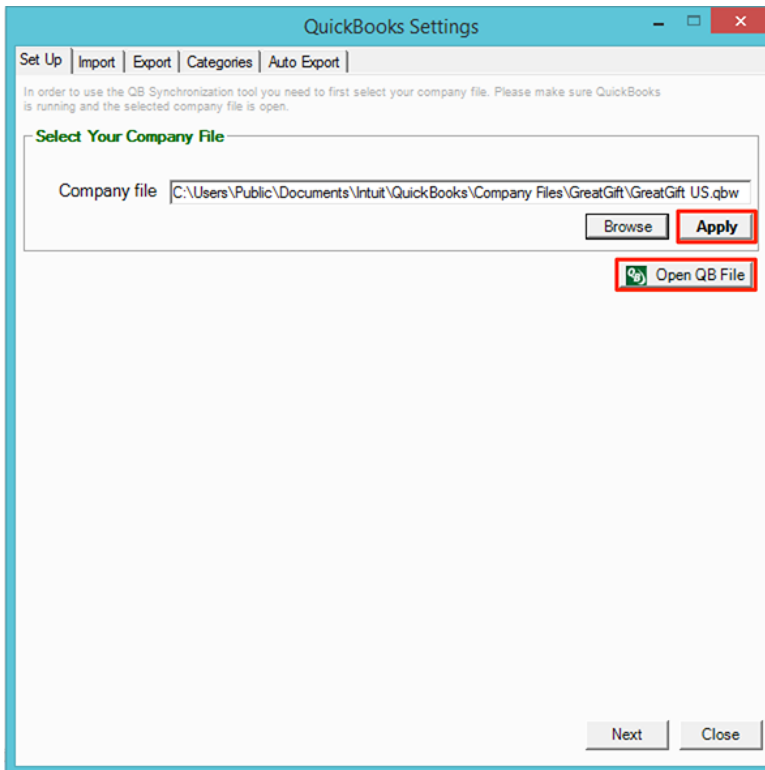 QuickBooks Settings
Set Up Import Export Categories Auto Export
In order to use the QB Synchronization tool you need to first select your company file. Please make sure QuickBooks
is running and the selected company file is open.
Select Your Company File
Company file C:\Users\Public\Documents\Intuit\QuickBooks\Company Files\GreatGift\GreatGift US.qbw
Browse Apply
QB Open QB File
Next Close